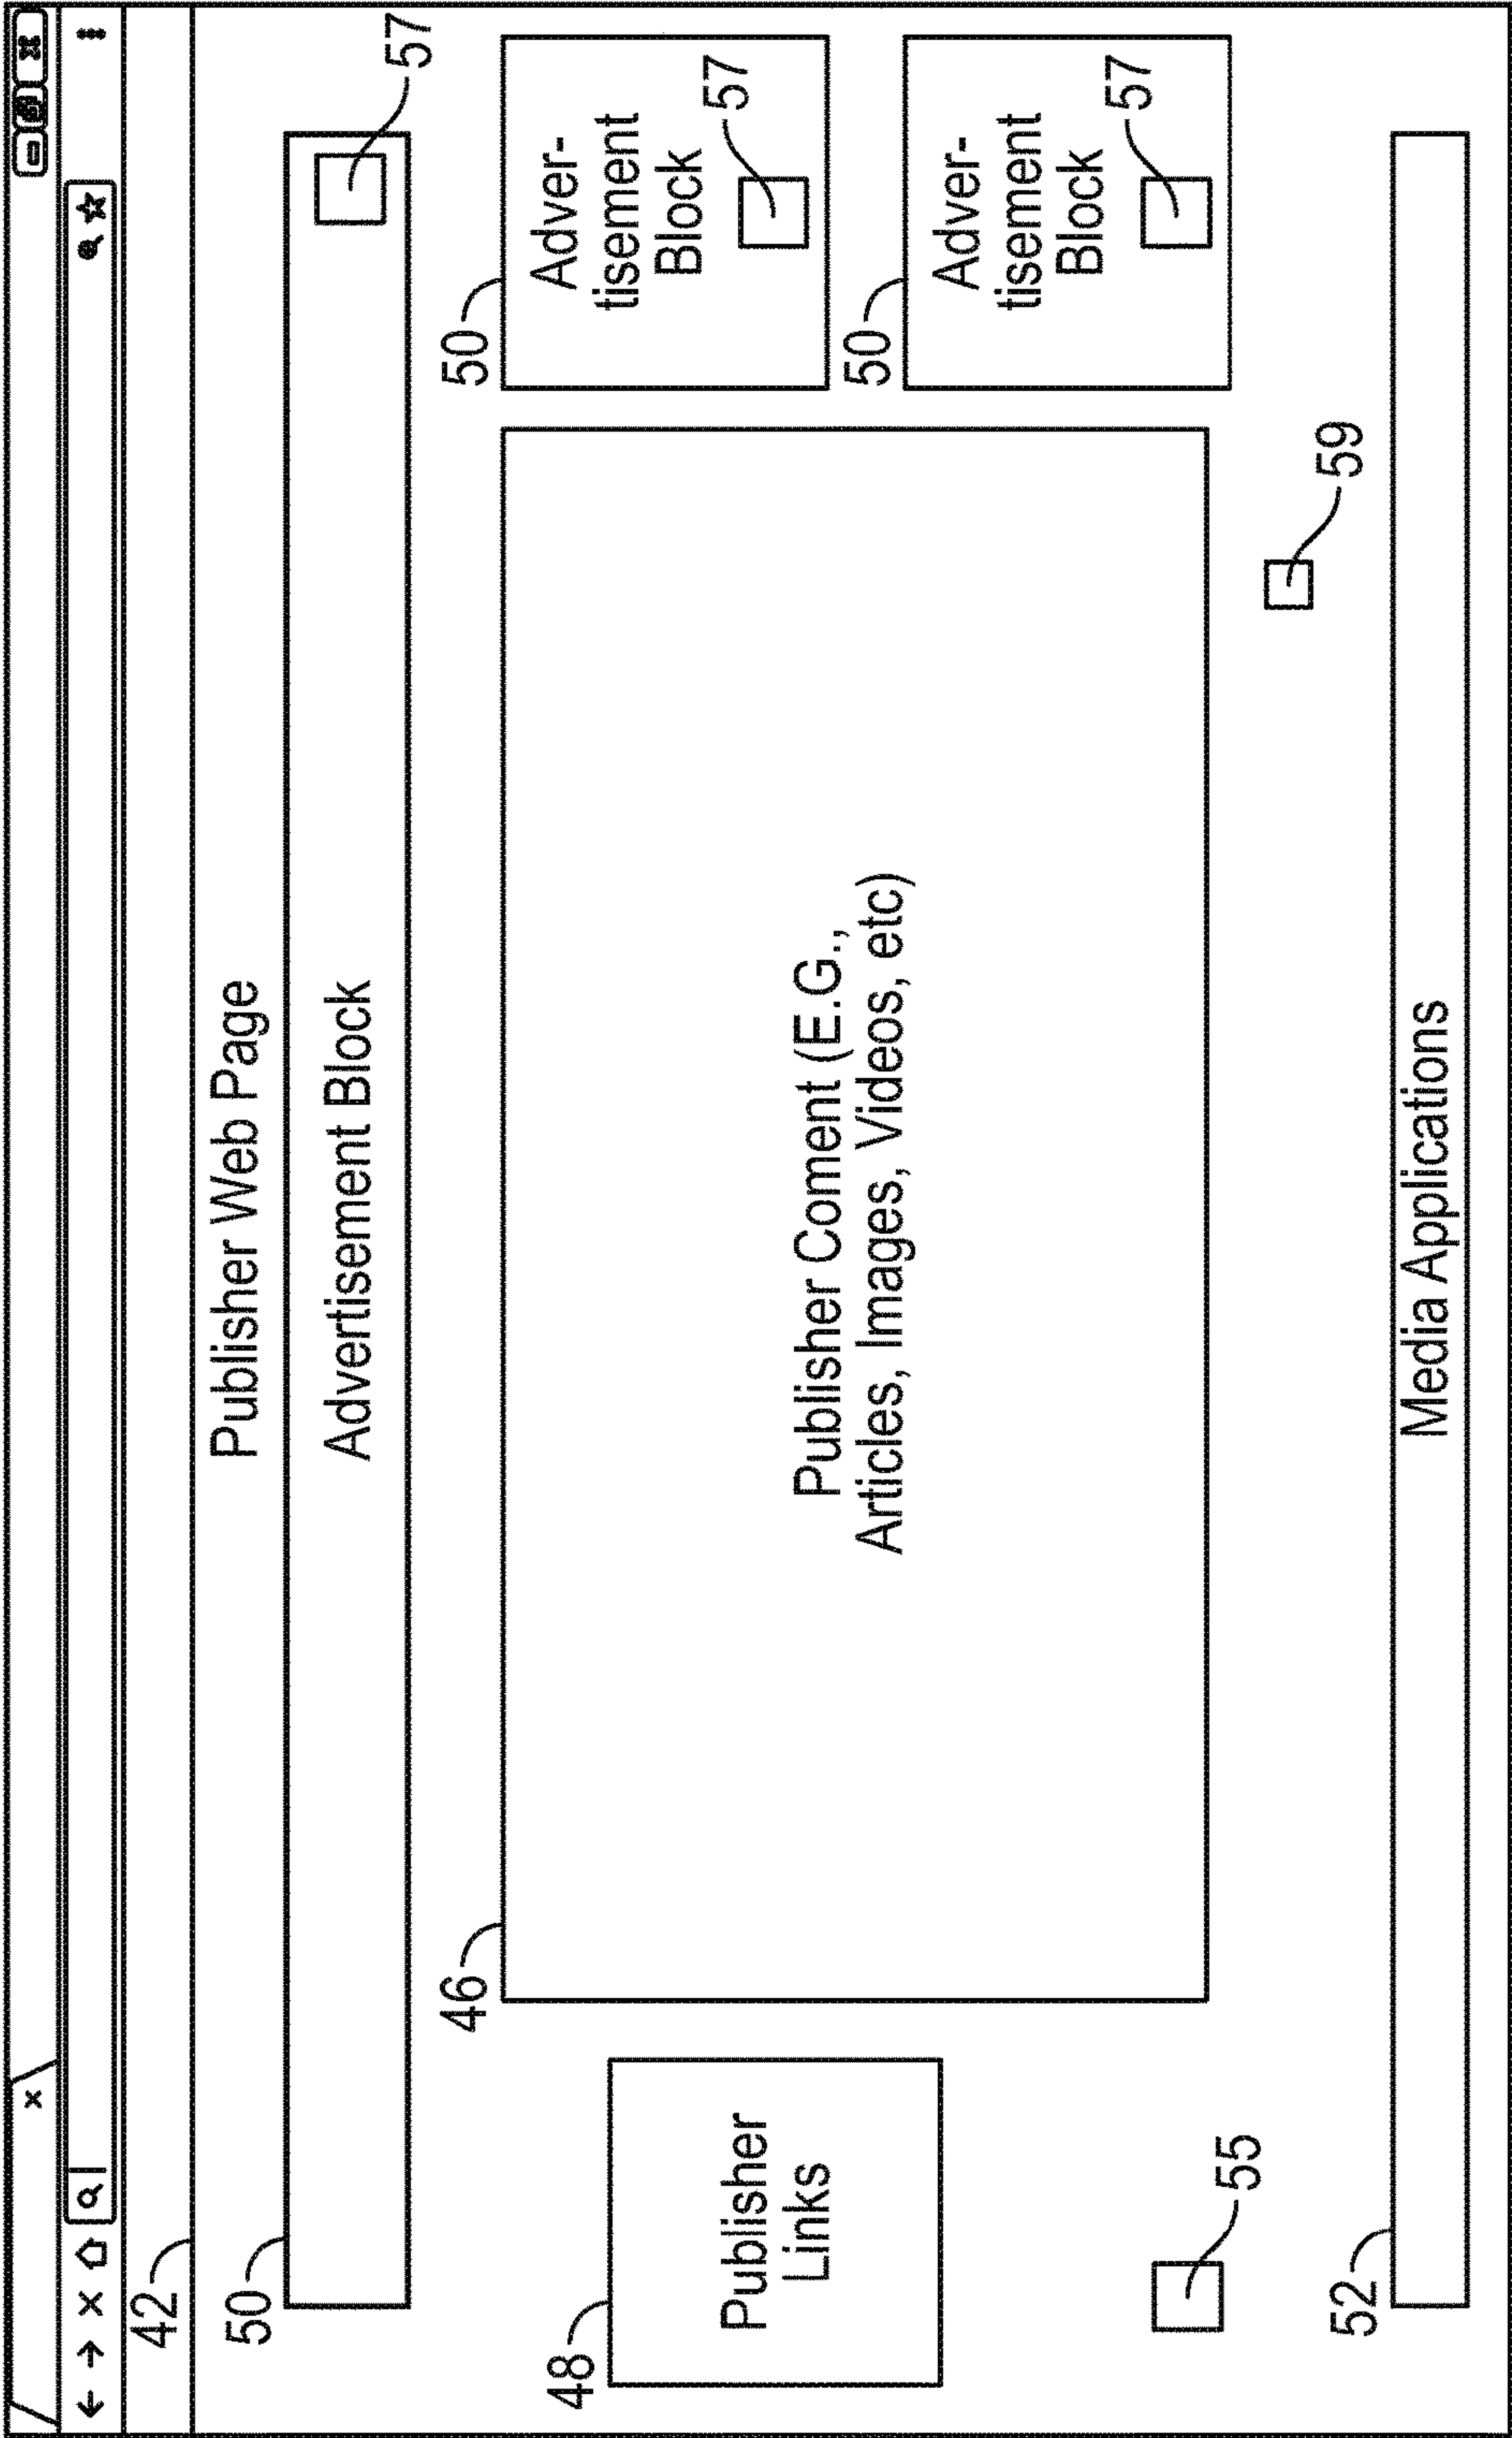 42
Publisher Web Page
50
Advertisement Block
57
46
50
Adver-
tisement
Block
57
48
Publisher
Links
Publisher Coment (E.G.,
Articles, Images, Videos, etc)
50
Adver-
tisement
Block
57
55
59
52
Media Applications